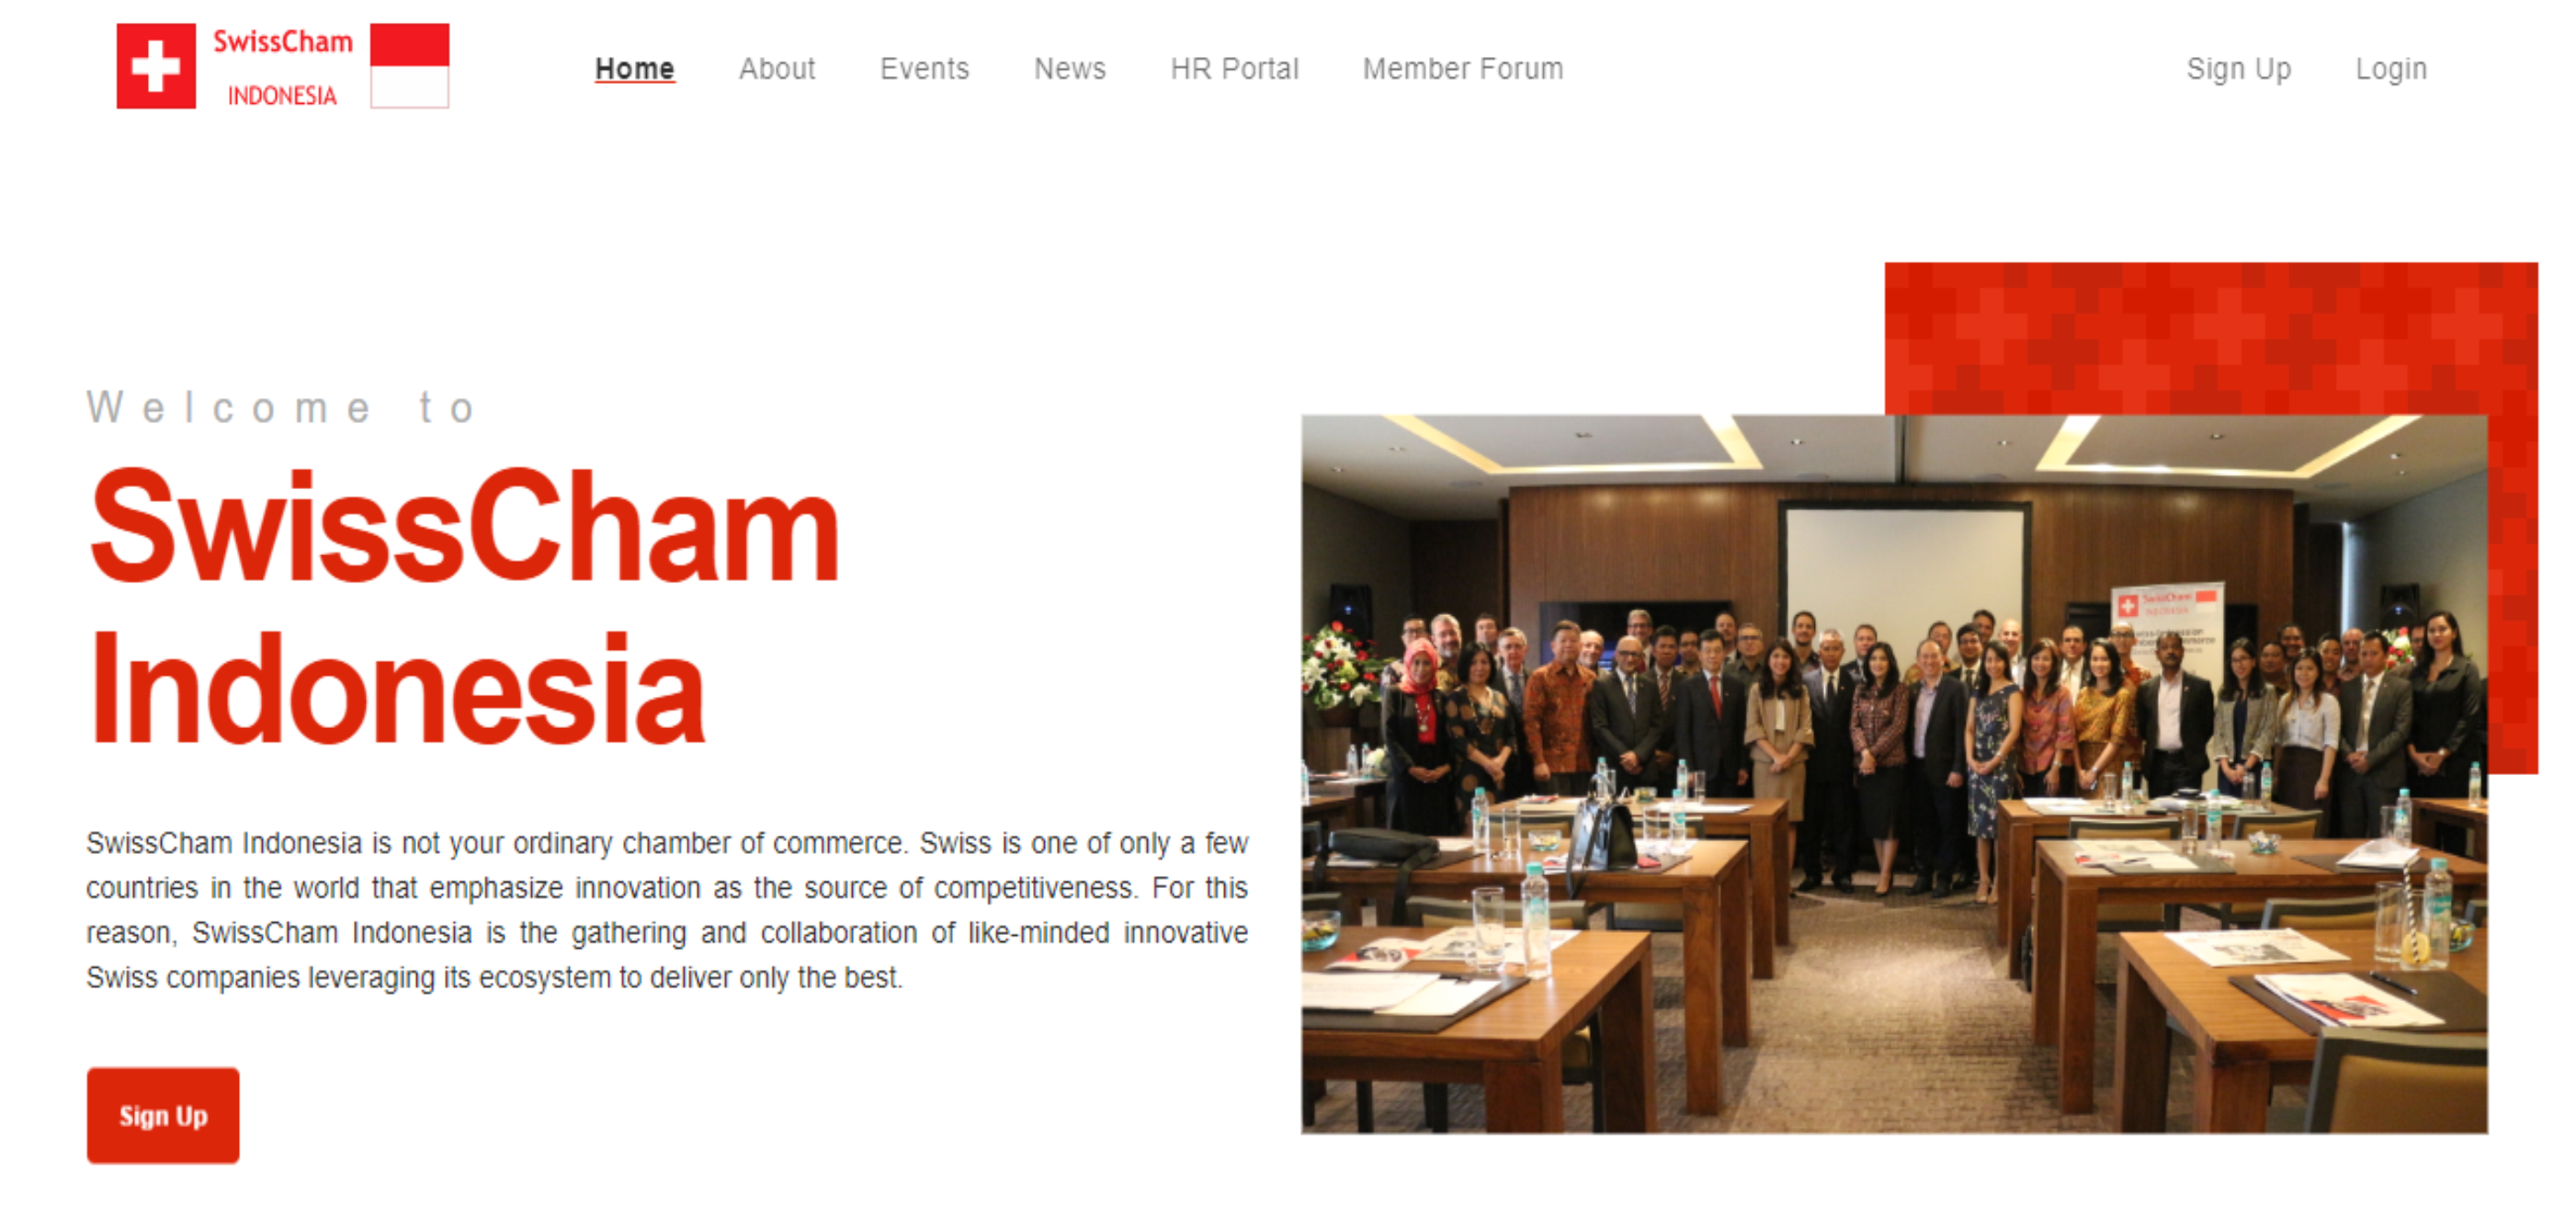 SwissCham
INDONESIA
Home About Events News HR Portal Member Forum Sign Up Login
Welcome to
SwissCham
Indonesia
SwissCham Indonesia is not your ordinary chamber of commerce. Swiss is one of only a few
countries in the world that emphasize innovation as the source of competitiveness. For this
reason, SwissCham Indonesia is the gathering and collaboration of like-minded innovative
Swiss companies leveraging its ecosystem to deliver only the best.
Sign Up
SwissCham
INDONESIA